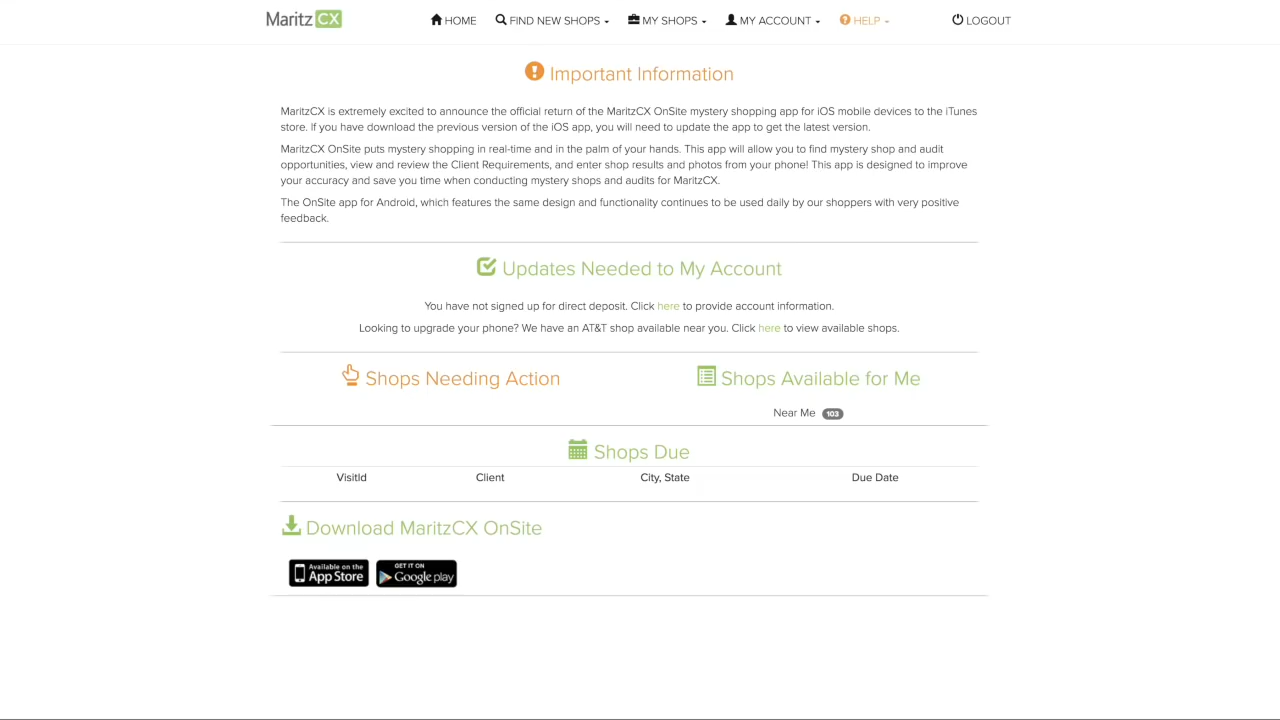 MaritzCX HOME FIND NEW SHOPS MY SHOPS MY ACCOUNT HELP LOGOUT
Important Information
MaritzCX is extremely excited to announce the official return of the MaritzCX OnSite mystery shopping app for iOS mobile devices to the iTunes
store. If you have download the previous version of the iOS app, you will need to update the app to get the latest version.
MaritzCX OnSite puts mystery shopping in real-time and in the palm of your hands. This app will allow you to find mystery shop and audit
opportunities, view and review the Client Requirements, and enter shop results and photos from your phone! This app is designed to improve
your accuracy and save you time when conducting mystery shops and audits for MaritzCX.
The OnSite app for Android, which features the same design and functionality continues to be used daily by our shoppers with very positive
feedback.
Updates Needed to My Account
You have not signed up for direct deposit. Click here to provide account information.
Looking to upgrade your phone? We have an AT&T shop available near you. Click here to view available shops.
Shops Needing Action Shops Available for Me
Near Me 103
Shops Due
VisitId Client City, State Due Date
Download MaritzCX OnSite
Available on the App Store GET IT ON Google play